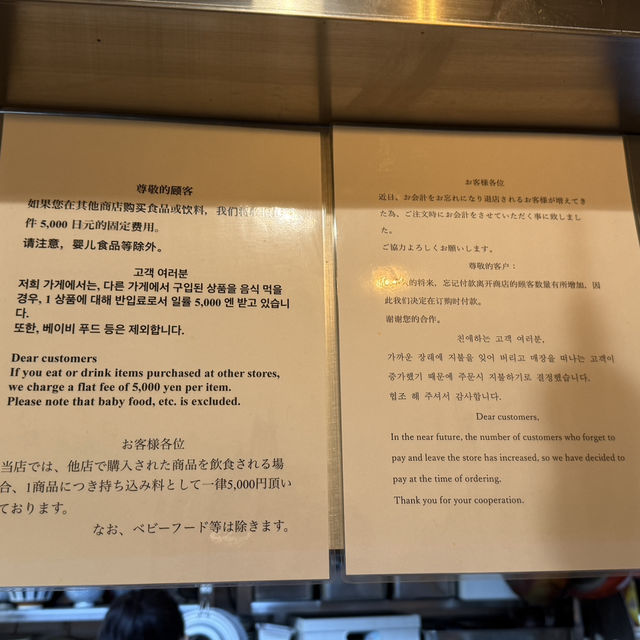 尊敬的顾客
如果您在其他商店购买食品或饮料，我们将
件 5,000 日元的固定费用。
请注意，婴儿食品等除外。
고객 여러분
저희 가게에서는, 다른 가게에서 구입된 상품을 음식 먹을
경우, 1 상품에 대해 반입료로서 일률 5,000 엔 받고 있습니
다.
또한, 베이비 푸드 등은 제외합니다.
Dear customers
If you eat or drink items purchased at other stores,
we charge a flat fee of 5,000 yen per item.
Please note that baby food, etc. is excluded.
お客様各位
当店では、他店で購入された商品を飲食される場
合、1商品につき持ち込み料として一律5,000円頂い
ております。
なお、ベビーフード等は除きます。
お客様各位
近日、お会計をお忘れになり退店されるお客様が増えてき
た為、ご注文時にお会計をさせていただく事に致しまし
た。
ご協力よろしくお願いします。
尊敬的客户：
的将来，忘记付款离开商店的顾客数量有所增加，因
此我们决定在订购时付款。
谢谢您的合作。
친애하는 고객 여러분,
가까운 장래에 지불을 잊어 버리고 매장을 떠나는 고객이
증가했기 때문에 주문시 지불하기로 결정했습니다.
협조 해 주셔서 감사합니다.
Dear customers,
In the near future, the number of customers who forget to
pay and leave the store has increased, so we have decided to
pay at the time of ordering.
Thank you for your cooperation.